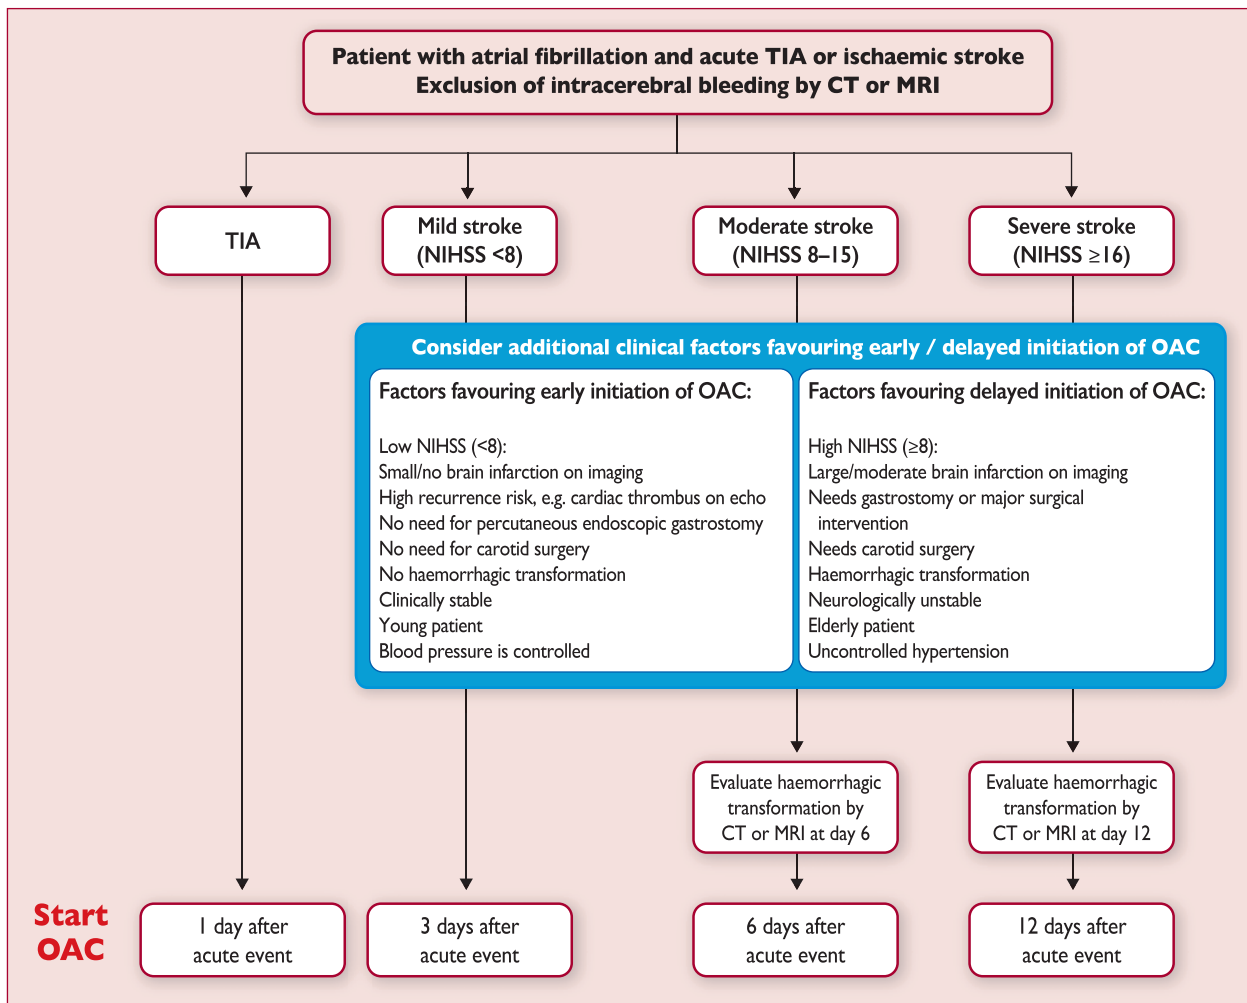 Patient with atrial fibrillation and acute TIA or ischaemic stroke
Exclusion of intracerebral bleeding by CT or MRI
TIA
Mild stroke
(NIHSS <8)
Moderate stroke
(NIHSS 8–15)
Severe stroke
(NIHSS ≥16)
Consider additional clinical factors favouring early / delayed initiation of OAC
Factors favouring early initiation of OAC:
Low NIHSS (<8):
Small/no brain infarction on imaging
High recurrence risk, e.g. cardiac thrombus on echo
No need for percutaneous endoscopic gastrostomy
No need for carotid surgery
No haemorrhagic transformation
Clinically stable
Young patient
Blood pressure is controlled
Factors favouring delayed initiation of OAC:
High NIHSS (≥8):
Large/moderate brain infarction on imaging
Needs gastrostomy or major surgical
intervention
Needs carotid surgery
Haemorrhagic transformation
Neurologically unstable
Elderly patient
Uncontrolled hypertension
Evaluate haemorrhagic
transformation by
CT or MRI at day 6
Evaluate haemorrhagic
transformation by
CT or MRI at day 12
Start
OAC
1 day after
acute event
3 days after
acute event
6 days after
acute event
12 days after
acute event